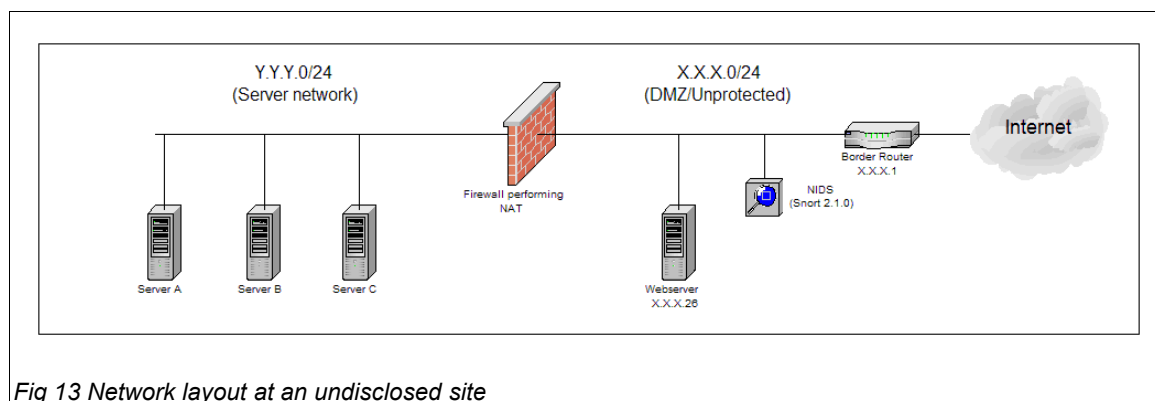 Y.Y.Y.0/24
(Server network)
X.X.X.0/24
(DMZ/Unprotected)
Internet
Border Router
X.X.X.1
Firewall performing
NAT
NIDS
(Snort 2.1.0)
Server A
Server B
Server C
Webserver
X.X.X.26
Fig 13 Network layout at an undisclosed site